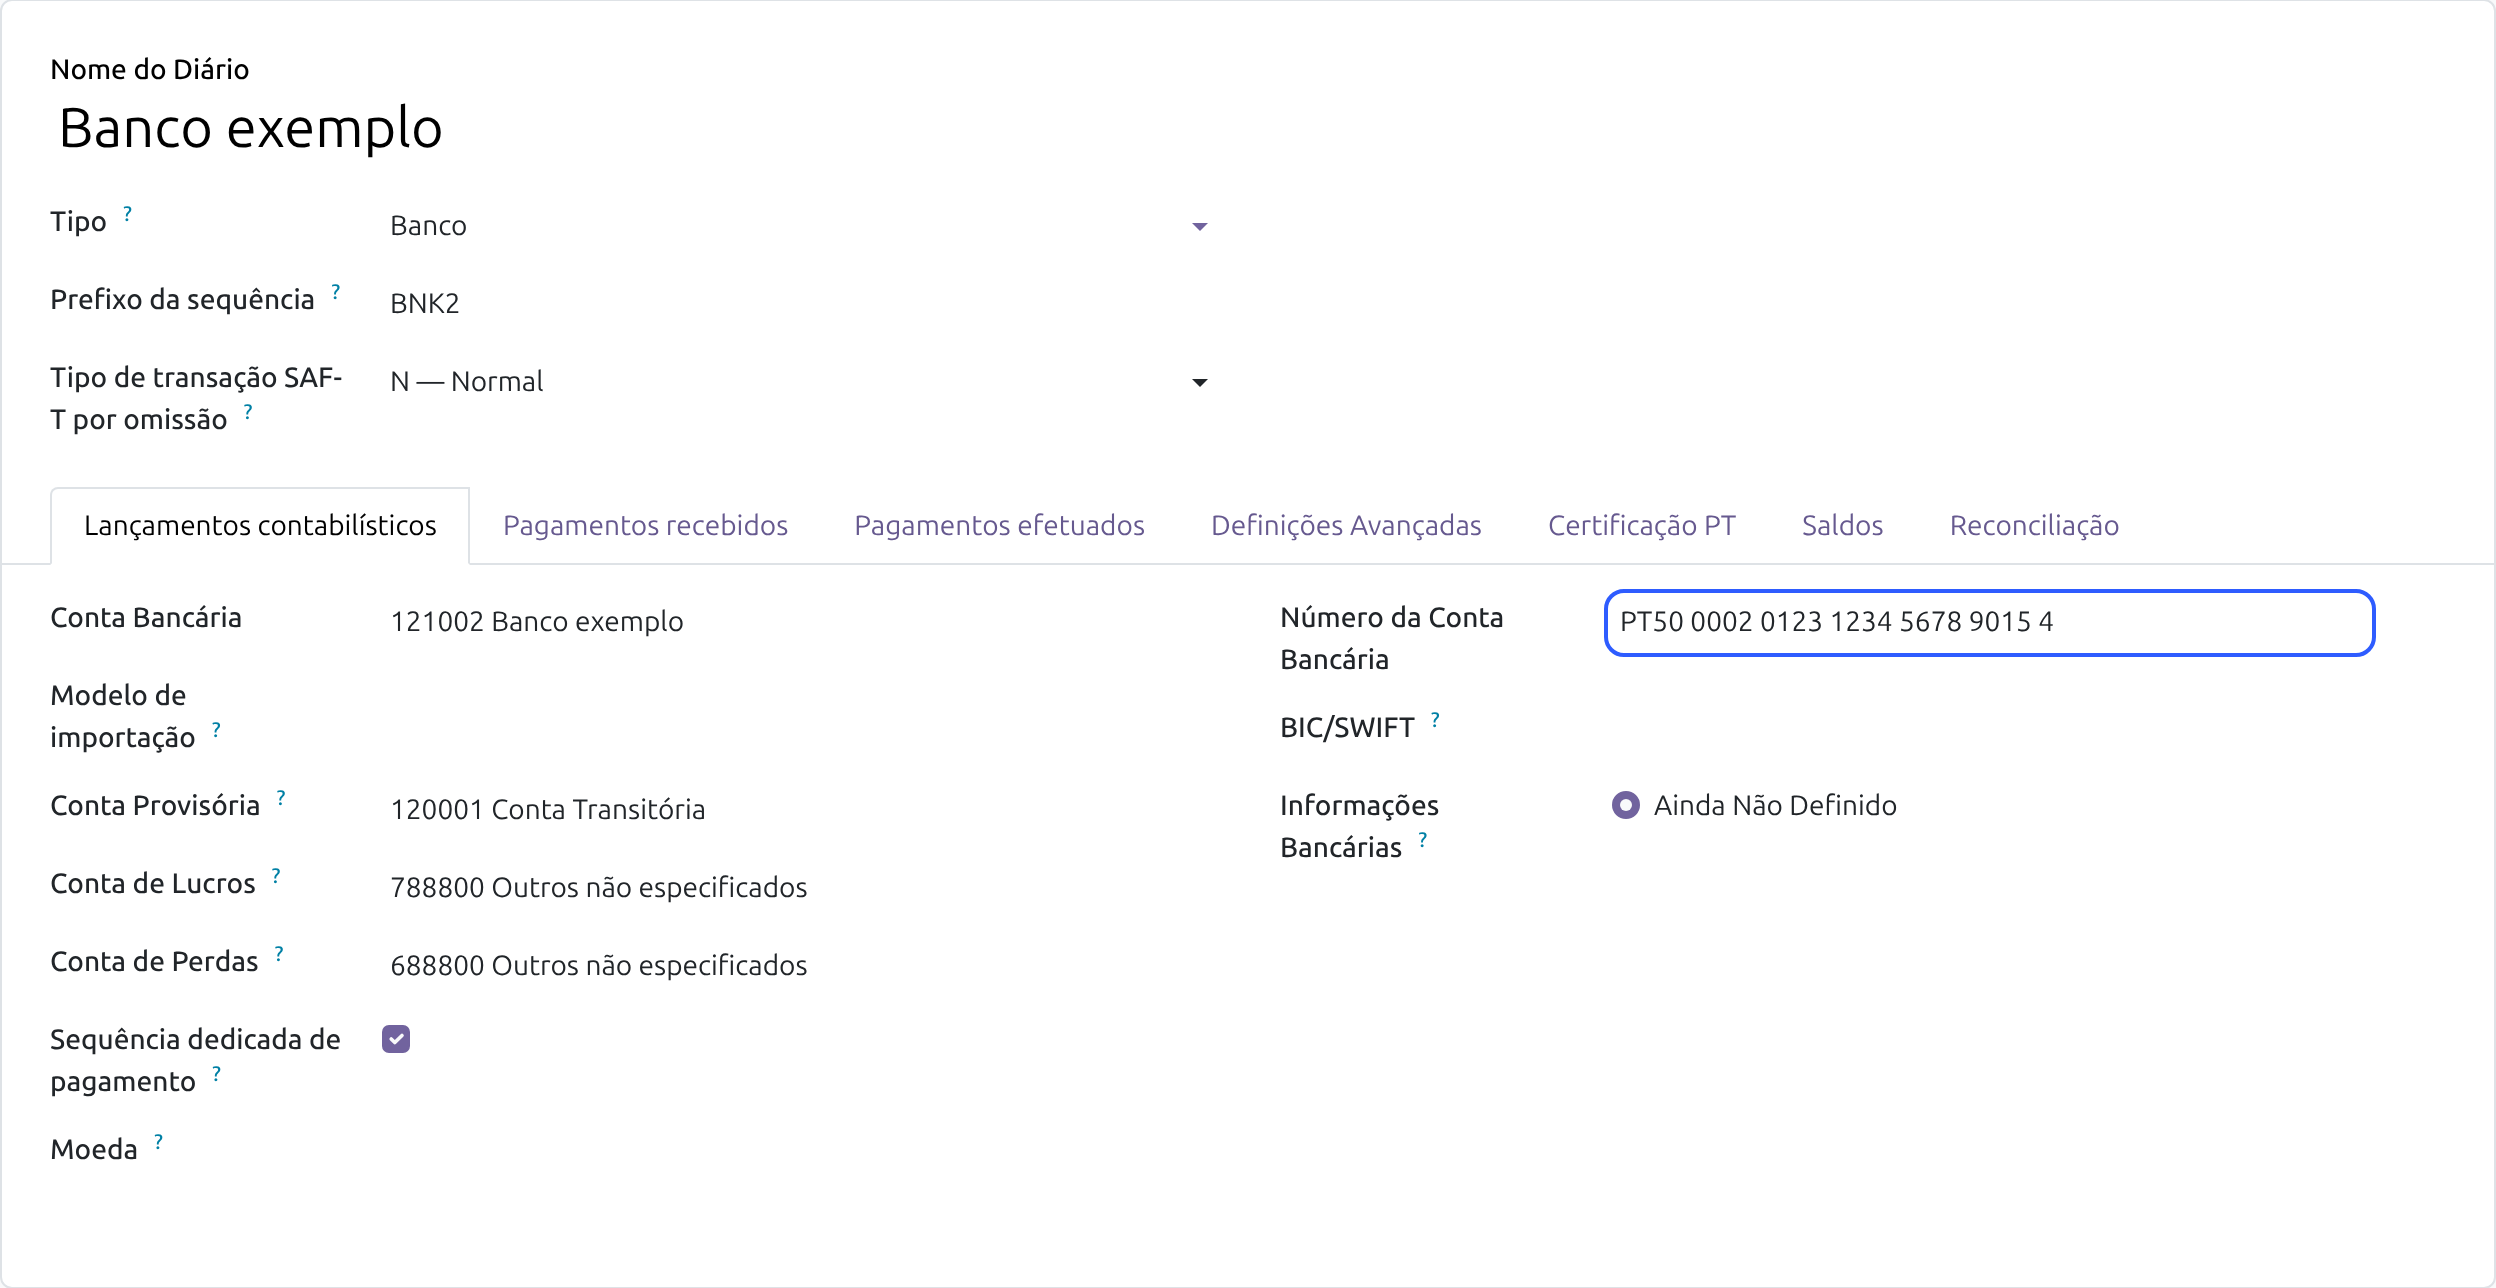 Nome do Diário
Banco exemplo
Tipo ? Banco
Prefixo da sequência ? BNK2
Tipo de transação SAF-
T por omissão ? N — Normal
Lançamentos contabilísticos Pagamentos recebidos Pagamentos efetuados Definições Avançadas Certificação PT Saldos Reconciliação
Conta Bancária 121002 Banco exemplo
Modelo de
importação ?
Conta Provisória ? 120001 Conta Transitória
Conta de Lucros ? 788800 Outros não especificados
Conta de Perdas ? 688800 Outros não especificados
Sequência dedicada de
pagamento ?
Moeda ?
Número da Conta
Bancária PT50 0002 0123 1234 5678 9015 4
BIC/SWIFT ?
Informações
Bancárias ? Ainda Não Definido